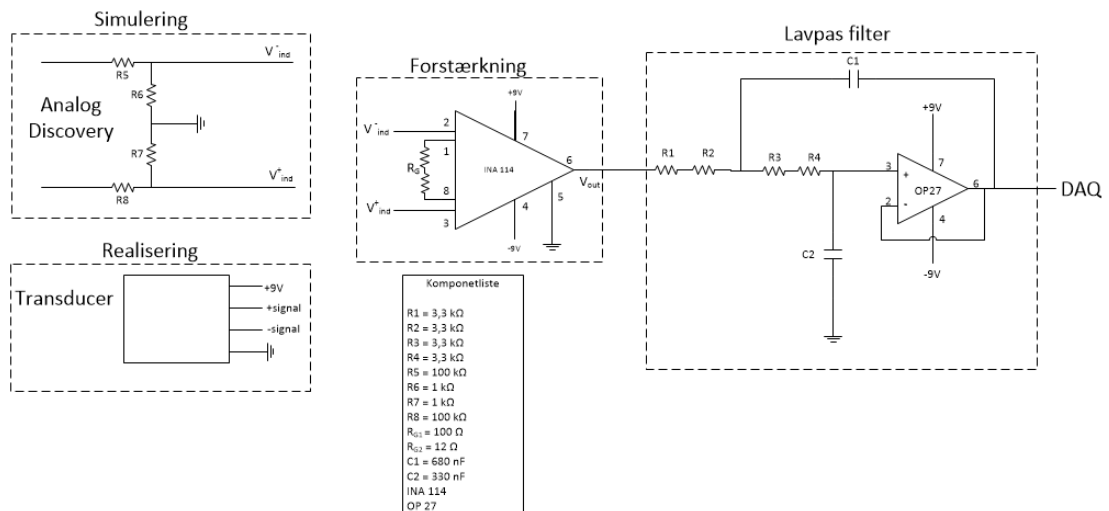 Simulering
V⁻ind
R5
R6
Analog
Discovery
R7
V⁺ind
R8
Realisering
Transducer
+9V
+signal
-signal
Forstærkning
+9V
V⁻ind
2
1
7
RG
INA 114
6
Vout
8
5
V⁺ind
4
3
-9V
Komponetliste
R1 = 3,3 kΩ
R2 = 3,3 kΩ
R3 = 3,3 kΩ
R4 = 3,3 kΩ
R5 = 100 kΩ
R6 = 1 kΩ
R7 = 1 kΩ
R8 = 100 kΩ
RG1 = 100 Ω
RG2 = 12 Ω
C1 = 680 nF
C2 = 330 nF
INA 114
OP 27
Lavpas filter
C1
+9V
R1
R2
R3
R4
3
+
7
OP27
6
DAQ
2
-
4
C2
-9V